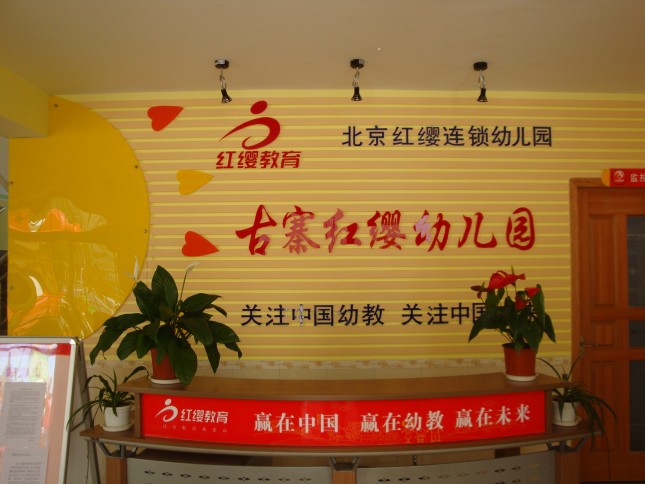 红缨教育
北京红缨连锁幼儿园
古寨红缨幼儿园
关注中国幼教 关注中国
监控
红缨教育
赢在中国 赢在幼教 赢在未来